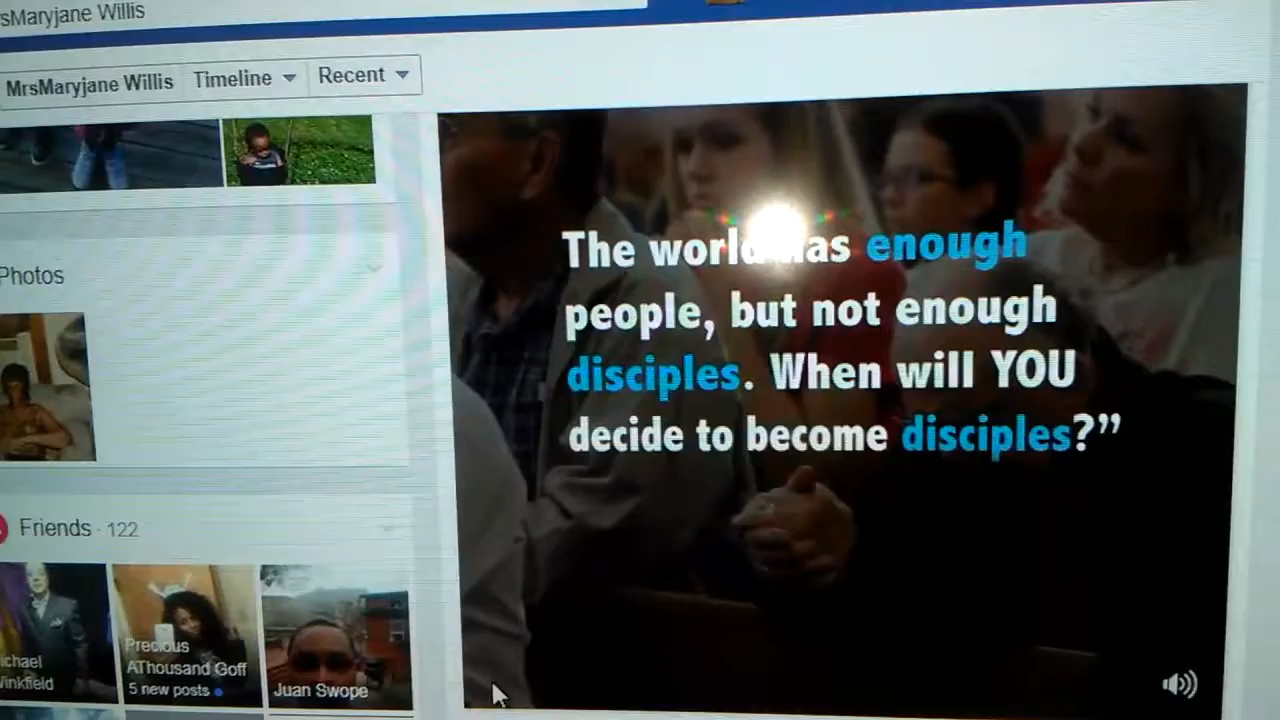 sMaryjane Willis
MrsMaryjane Willis Timeline Recent
Photos
The world has enough
people, but not enough
disciples. When will YOU
decide to become disciples?”
Friends · 122
ichael
inkfield
Precious
AThousand Goff
5 new posts
Juan Swope